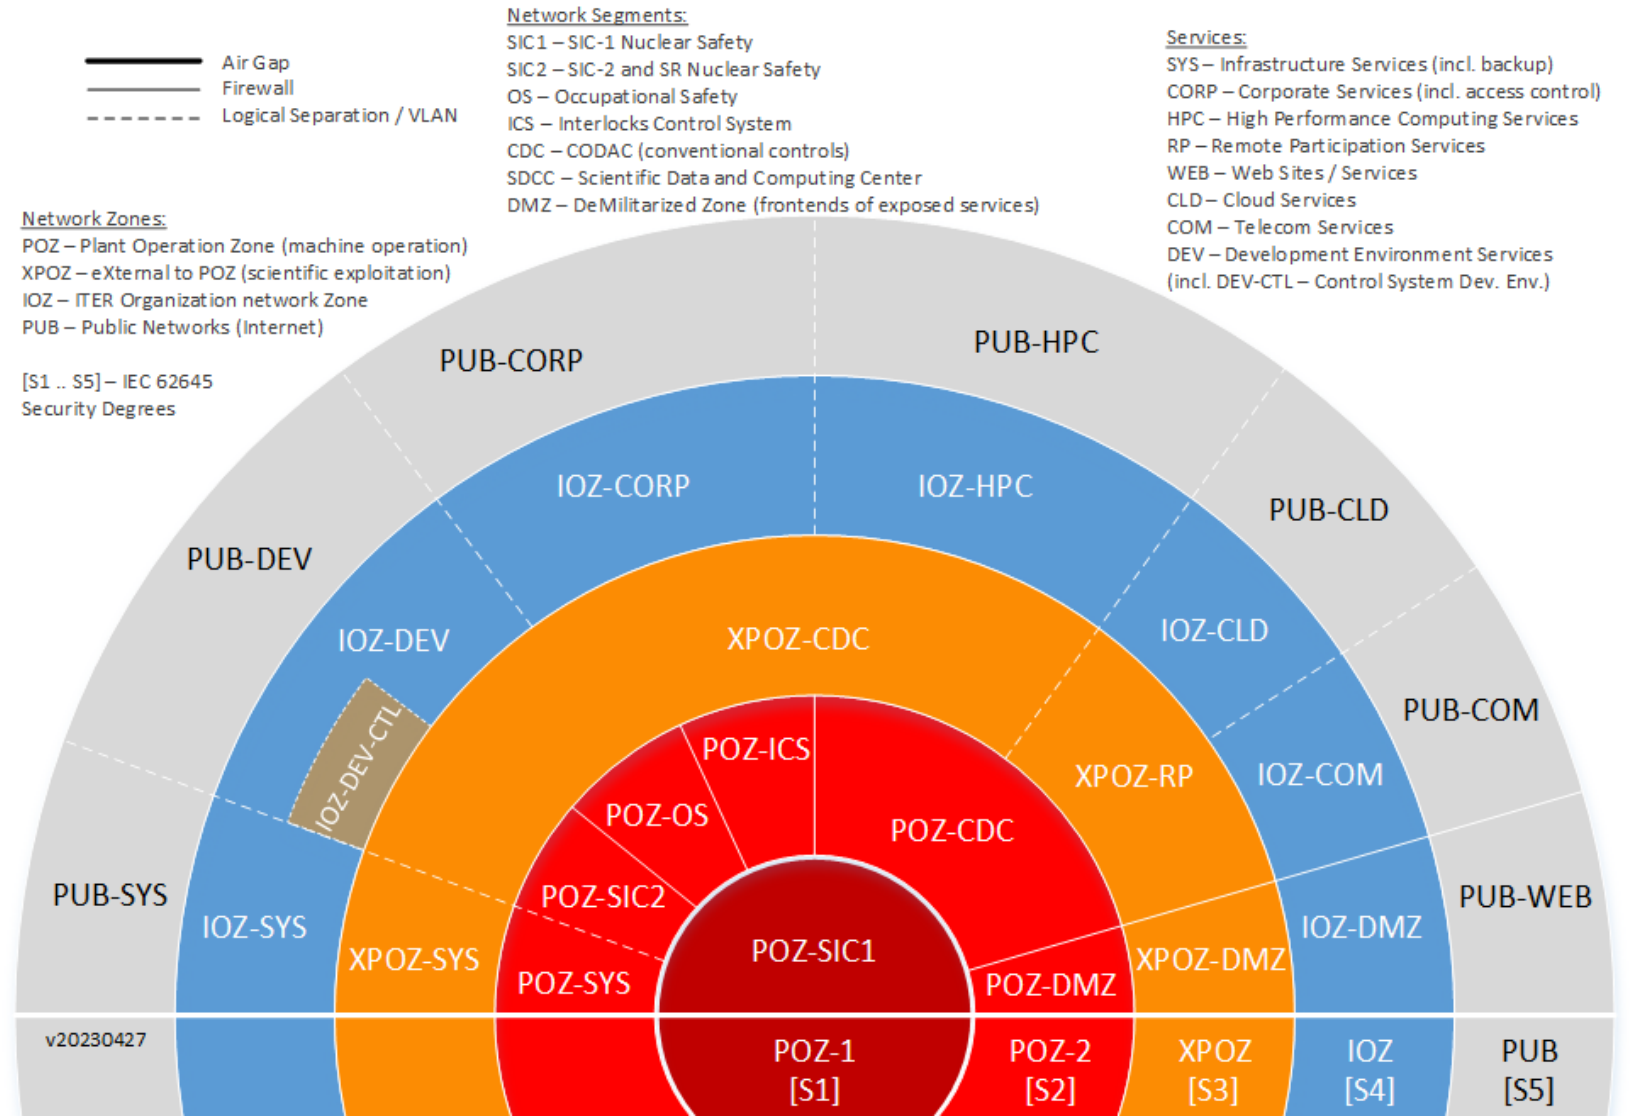 Network Segments:
SIC1 – SIC-1 Nuclear Safety
SIC2 – SIC-2 and SR Nuclear Safety
OS – Occupational Safety
ICS – Interlocks Control System
CDC – CODAC (conventional controls)
SDCC – Scientific Data and Computing Center
DMZ – DeMilitarized Zone (frontends of exposed services)
Services:
SYS – Infrastructure Services (incl. backup)
CORP – Corporate Services (incl. access control)
HPC – High Performance Computing Services
RP – Remote Participation Services
WEB – Web Sites / Services
CLD – Cloud Services
COM – Telecom Services
DEV – Development Environment Services
(incl. DEV-CTL – Control System Dev. Env.)
Air Gap
Firewall
Logical Separation / VLAN
Network Zones:
POZ – Plant Operation Zone (machine operation)
XPOZ – eXternal to POZ (scientific exploitation)
IOZ – ITER Organization network Zone
PUB – Public Networks (Internet)
[S1 .. S5] – IEC 62645
Security Degrees
PUB-CORP
PUB-HPC
PUB-DEV
PUB-CLD
PUB-COM
PUB-SYS
PUB-WEB
IOZ-CORP
IOZ-HPC
IOZ-DEV
IOZ-CLD
IOZ-DEV-CTL
IOZ-COM
IOZ-SYS
IOZ-DMZ
XPOZ-CDC
XPOZ-RP
XPOZ-SYS
XPOZ-DMZ
POZ-ICS
POZ-OS
POZ-CDC
POZ-SIC2
POZ-SYS
POZ-DMZ
POZ-SIC1
v20230427
POZ-1
[S1]
POZ-2
[S2]
XPOZ
[S3]
IOZ
[S4]
PUB
[S5]